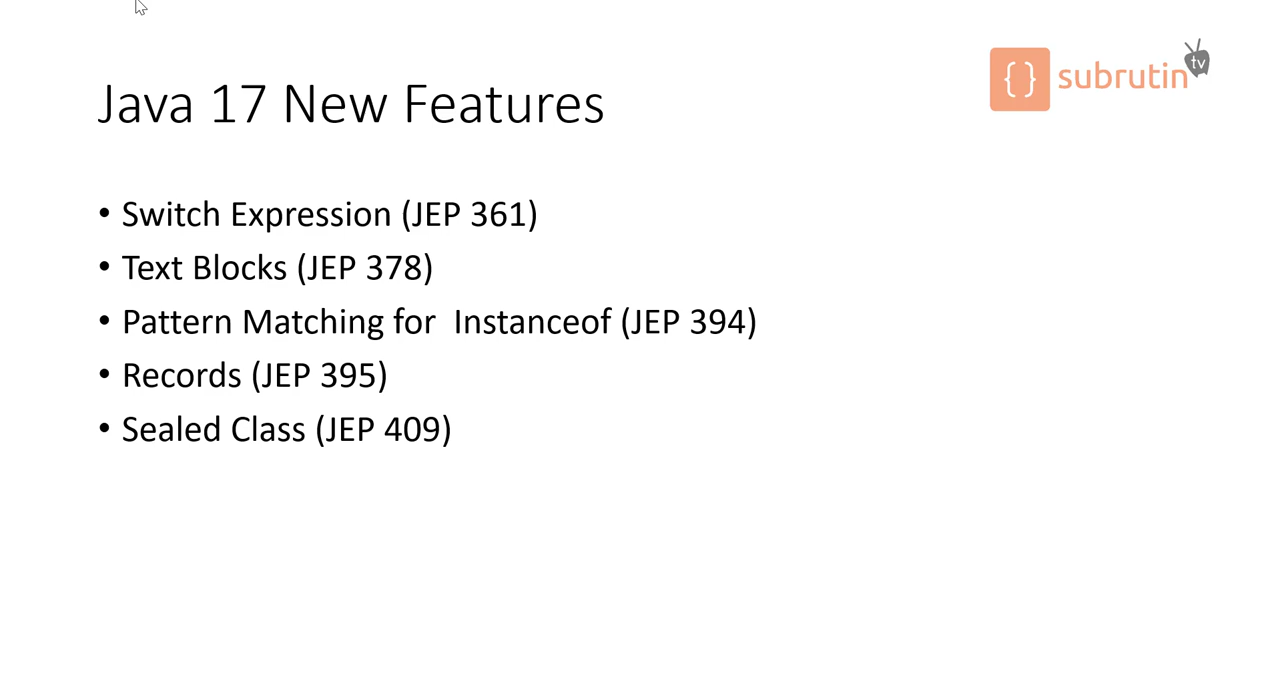 {} subrutin tv
Java 17 New Features
• Switch Expression (JEP 361)
• Text Blocks (JEP 378)
• Pattern Matching for  Instanceof (JEP 394)
• Records (JEP 395)
• Sealed Class (JEP 409)